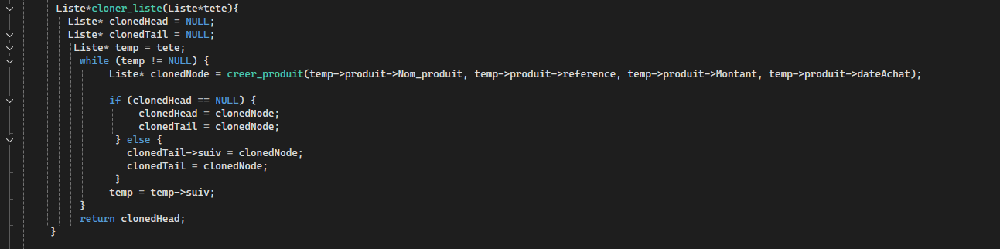 Liste*cloner_liste(Liste*tete){
Liste* clonedHead = NULL;
Liste* clonedTail = NULL;
Liste* temp = tete;
while (temp != NULL) {
Liste* clonedNode = creer_produit(temp->produit->Nom_produit, temp->produit->reference, temp->produit->Montant, temp->produit->dateAchat);
if (clonedHead == NULL) {
clonedHead = clonedNode;
clonedTail = clonedNode;
} else {
clonedTail->suiv = clonedNode;
clonedTail = clonedNode;
}
temp = temp->suiv;
}
return clonedHead;
}